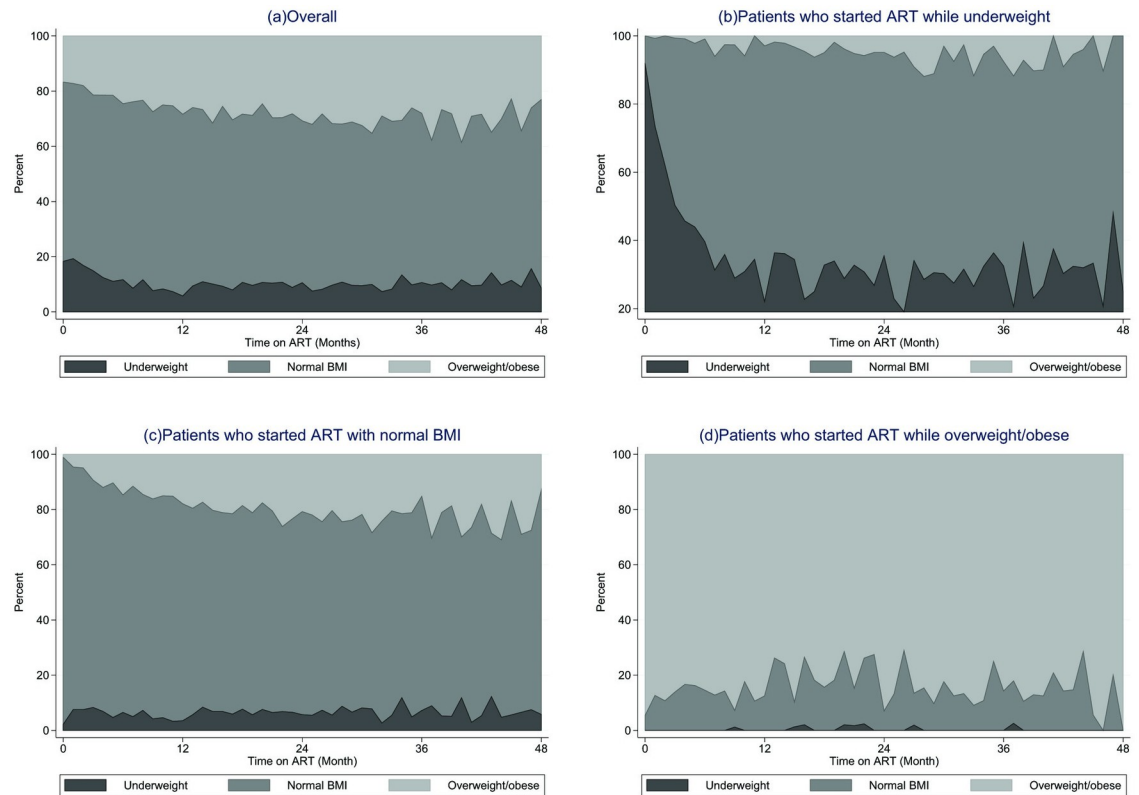 (a)Overall
100
80
60
40
20
0
Percent
0 12 24 36 48
Time on ART (Months)
Underweight Normal BMI Overweight/obese
(b)Patients who started ART while underweight
100
80
60
40
20
Percent
0 12 24 36 48
Time on ART (Months)
Underweight Normal BMI Overweight/obese
(c)Patients who started ART with normal BMI
100
80
60
40
20
0
Percent
0 12 24 36 48
Time on ART (Month)
Underweight Normal BMI Overweight/obese
(d)Patients who started ART while overweight/obese
100
80
60
40
20
0
Percent
0 12 24 36 48
Time on ART (Month)
Underweight Normal BMI Overweight/obese